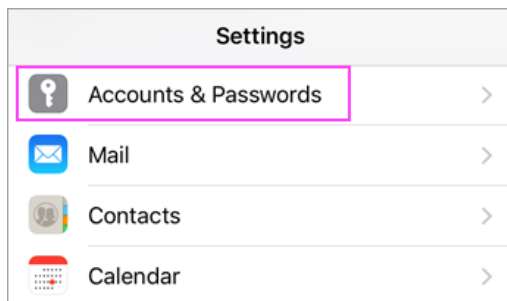 Settings
Accounts & Passwords
Mail
Contacts
Calendar